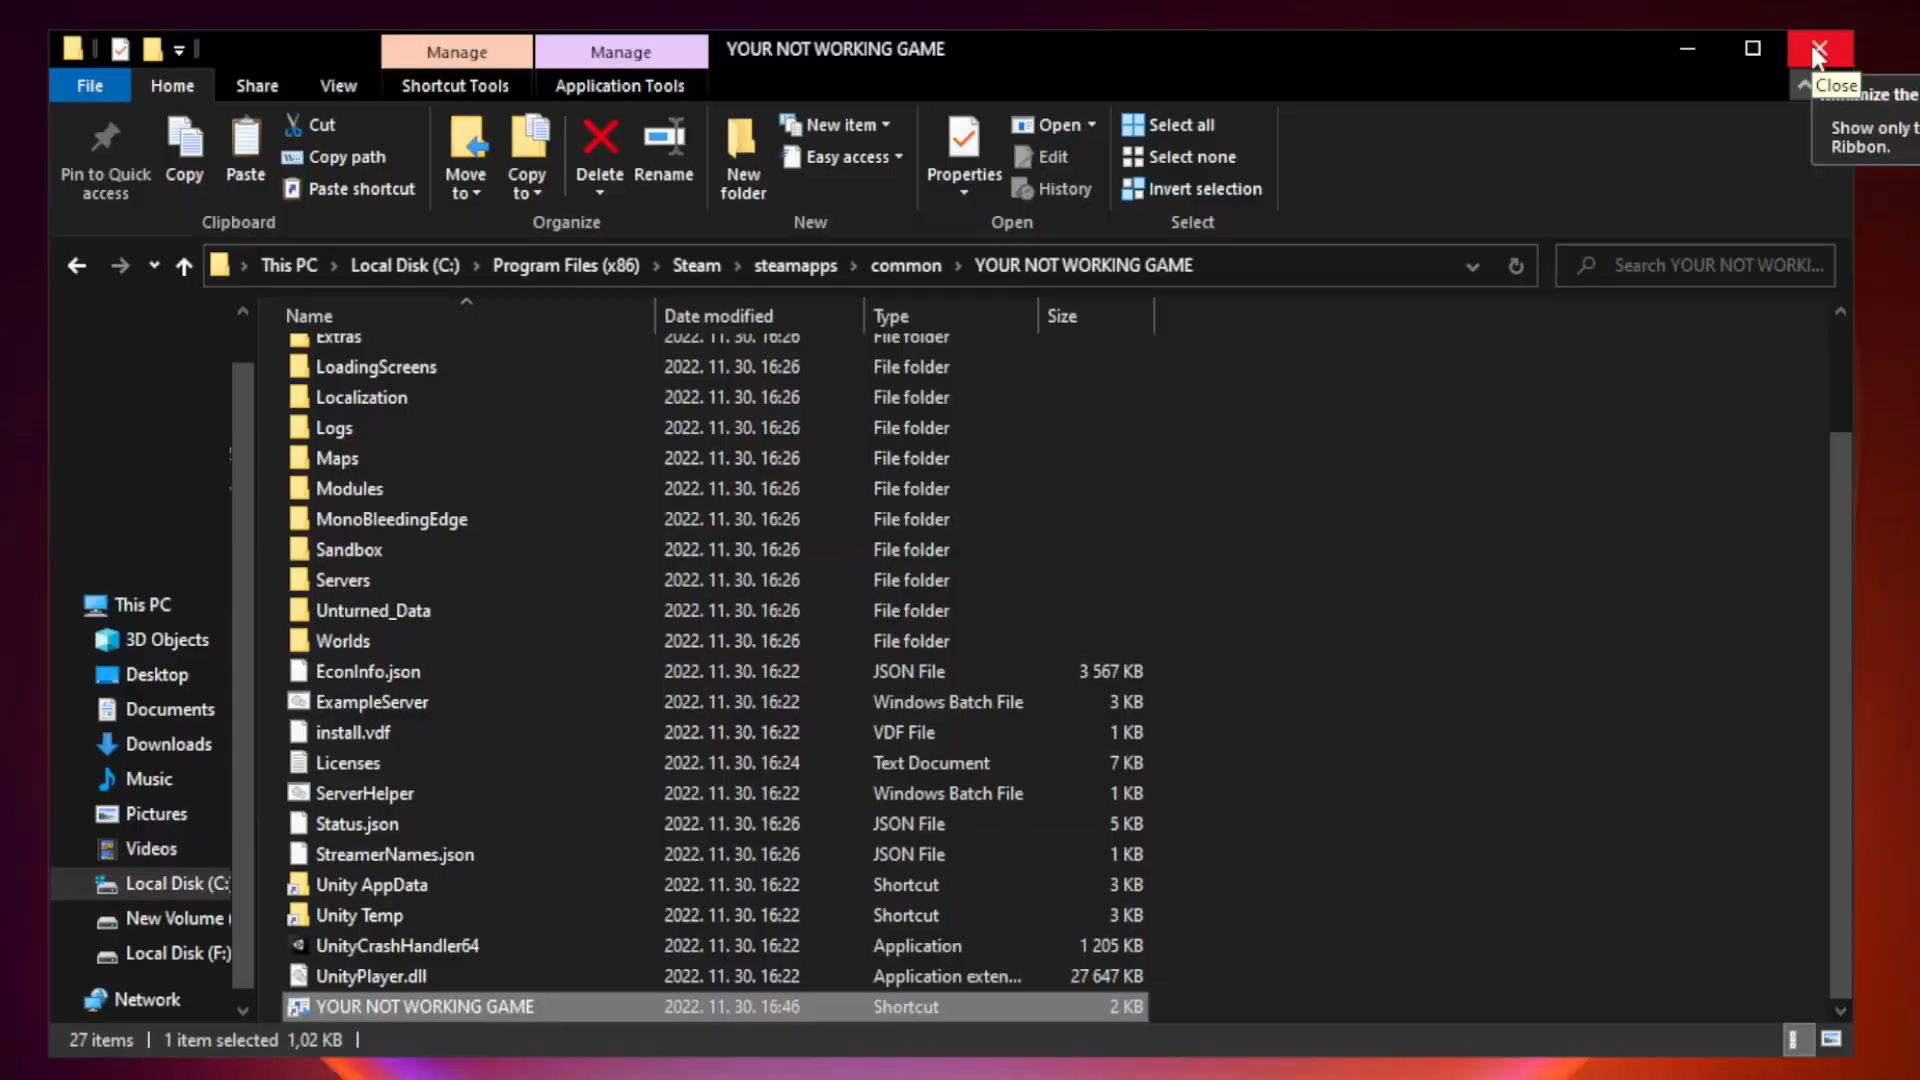 Manage
Manage
YOUR NOT WORKING GAME
Close
File
Home
Share
View
Shortcut Tools
Application Tools
Pin to Quick access
Copy
Paste
Cut
Copy path
Paste shortcut
Clipboard
Move to
Copy to
Delete
Rename
Organize
New folder
New item
Easy access
New
Properties
Open
Edit
History
Open
Select all
Select none
Invert selection
Select
the
Show only
Ribbon.
This PC
Local Disk (C:)
Program Files (x86)
Steam
steamapps
common
YOUR NOT WORKING GAME
Search YOUR NOT WORKI...
Name Date modified Type Size
Extras 2022. 11. 30. 16:26 File folder
LoadingScreens 2022. 11. 30. 16:26 File folder
Localization 2022. 11. 30. 16:26 File folder
Logs 2022. 11. 30. 16:26 File folder
Maps 2022. 11. 30. 16:26 File folder
Modules 2022. 11. 30. 16:26 File folder
MonoBleedingEdge 2022. 11. 30. 16:26 File folder
Sandbox 2022. 11. 30. 16:26 File folder
Servers 2022. 11. 30. 16:26 File folder
Unturned_Data 2022. 11. 30. 16:26 File folder
Worlds 2022. 11. 30. 16:26 File folder
EconInfo.json 2022. 11. 30. 16:22 JSON File 3 567 KB
ExampleServer 2022. 11. 30. 16:22 Windows Batch File 3 KB
install.vdf 2022. 11. 30. 16:22 VDF File 1 KB
Licenses 2022. 11. 30. 16:24 Text Document 7 KB
ServerHelper 2022. 11. 30. 16:22 Windows Batch File 1 KB
Status.json 2022. 11. 30. 16:26 JSON File 5 KB
StreamerNames.json 2022. 11. 30. 16:26 JSON File 1 KB
Unity AppData 2022. 11. 30. 16:22 Shortcut 3 KB
Unity Temp 2022. 11. 30. 16:22 Shortcut 3 KB
UnityCrashHandler64 2022. 11. 30. 16:22 Application 1 205 KB
UnityPlayer.dll 2022. 11. 30. 16:22 Application exten... 27 647 KB
YOUR NOT WORKING GAME 2022. 11. 30. 16:46 Shortcut 2 KB
This PC
3D Objects
Desktop
Documents
Downloads
Music
Pictures
Videos
Local Disk (C:
New Volume (
Local Disk (F:)
Network
27 items
1 item selected 1,02 KB